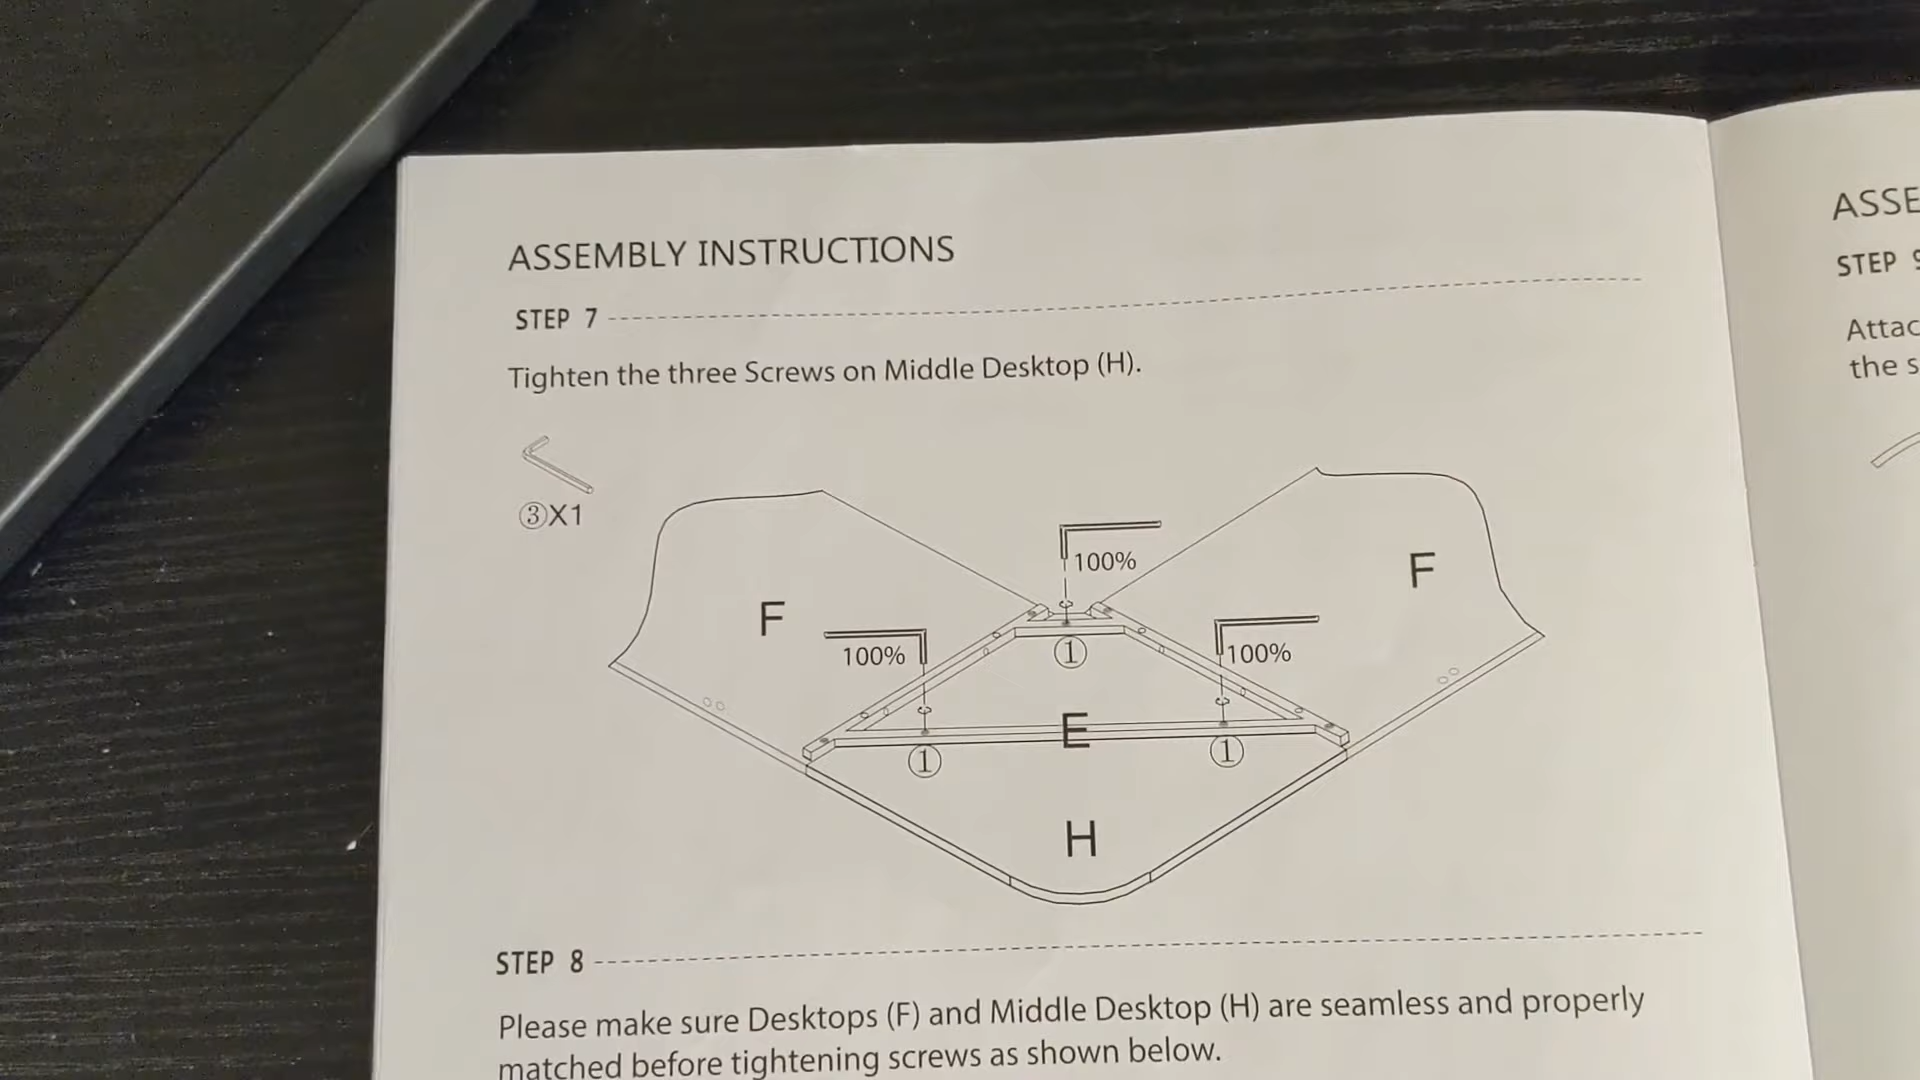 ASSEMBLY INSTRUCTIONS
STEP 7
Tighten the three Screws on Middle Desktop (H).
③X1
100%
F
F
100%
100%
①
E
①
①
H
STEP 8
Please make sure Desktops (F) and Middle Desktop (H) are seamless and properly
matched before tightening screws as shown below.
STEP
the